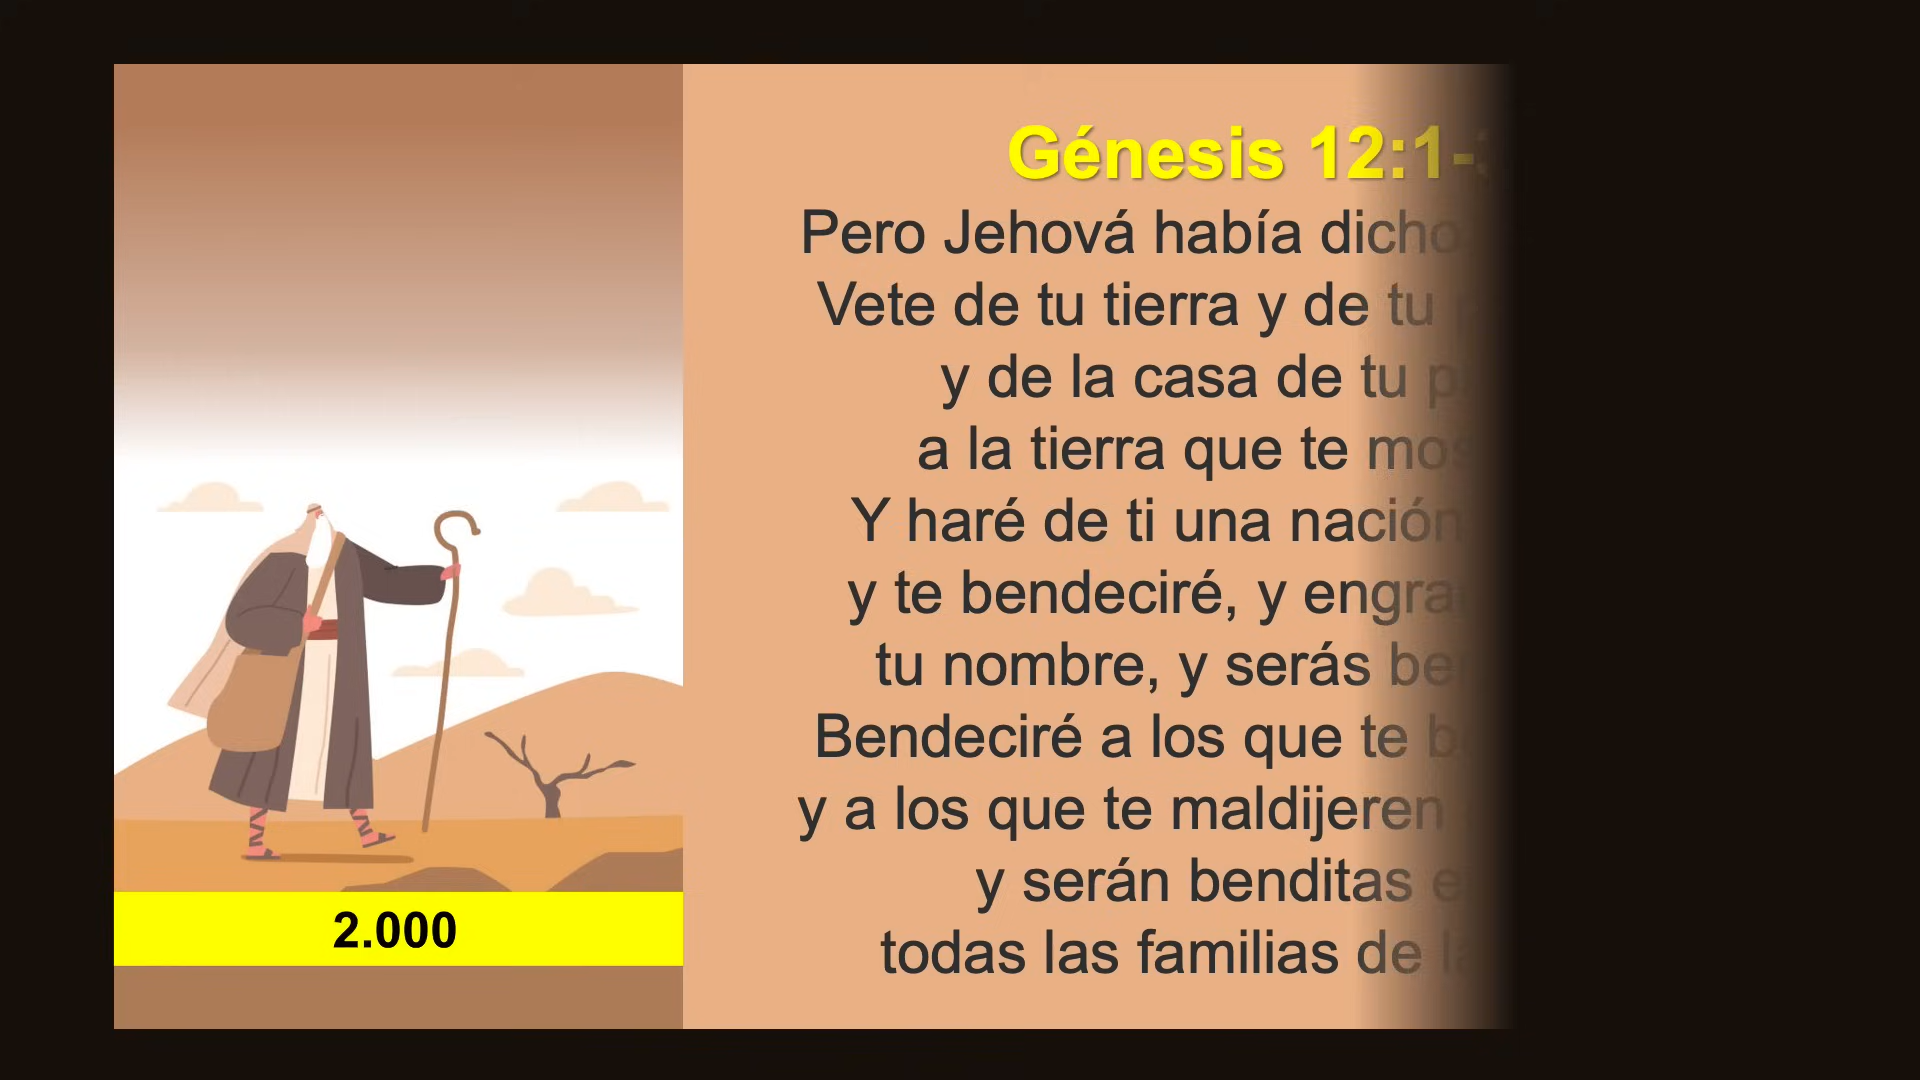 Génesis 12:1-
Pero Jehová había dicho
Vete de tu tierra y de tu
y de la casa de tu
a la tierra que te
Y haré de ti una nación
y te bendeciré, y
tu nombre, y serás
Bendeciré a los que te
y a los que te maldijeren
y serán benditas
todas las familias de
2.000